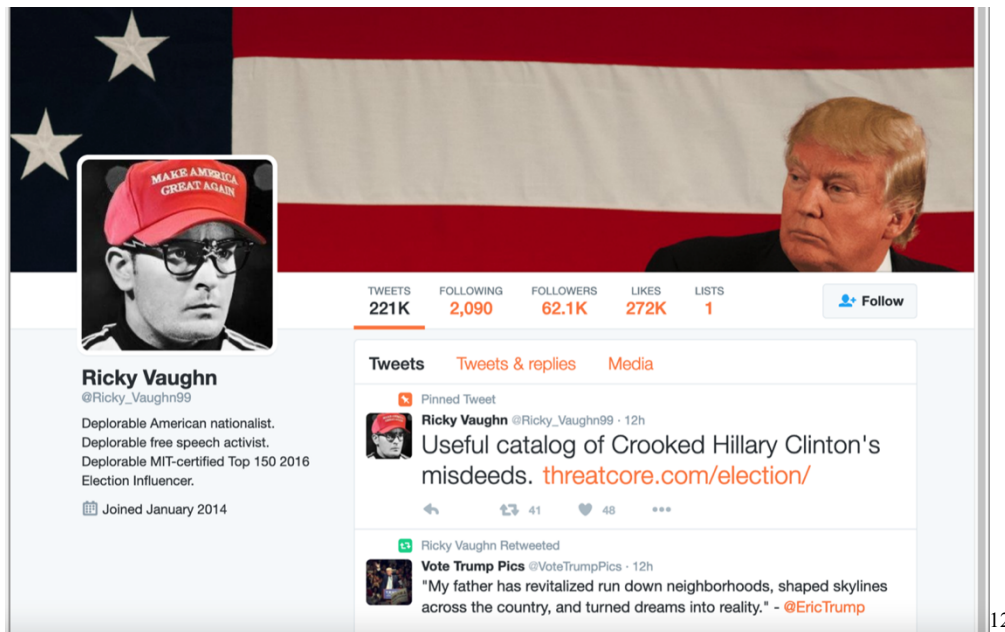 MAKE AMERICA
GREAT AGAIN
TWEETS FOLLOWING FOLLOWERS LIKES LISTS
221K 2,090 62.1K 272K 1
Follow
Ricky Vaughn
@Ricky_Vaughn99
Deplorable American nationalist.
Deplorable free speech activist.
Deplorable MIT-certified Top 150 2016
Election Influencer.
Joined January 2014
Tweets Tweets & replies Media
Pinned Tweet
Ricky Vaughn @Ricky_Vaughn99 · 12h
Useful catalog of Crooked Hillary Clinton's
misdeeds. threatcore.com/election/
41 48
Ricky Vaughn Retweeted
Vote Trump Pics @VoteTrumpPics · 12h
"My father has revitalized run down neighborhoods, shaped skylines
across the country, and turned dreams into reality." - @EricTrump
12